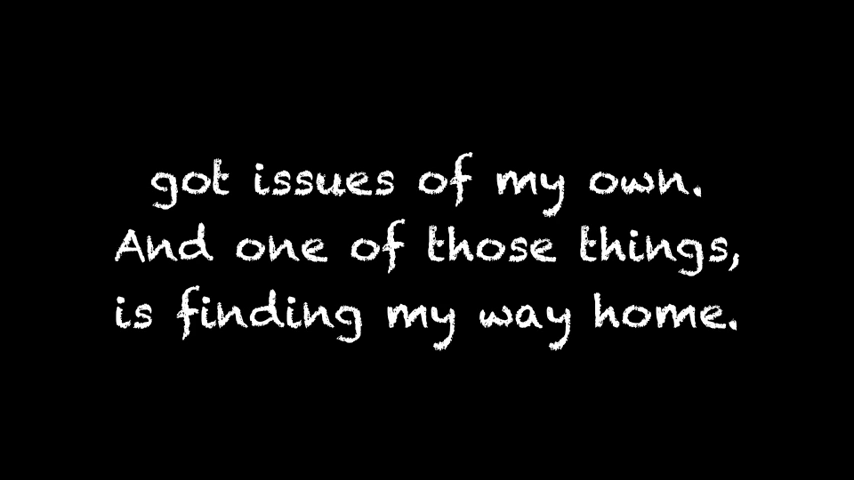 got issues of my own.
And one of those things,
is finding my way home.